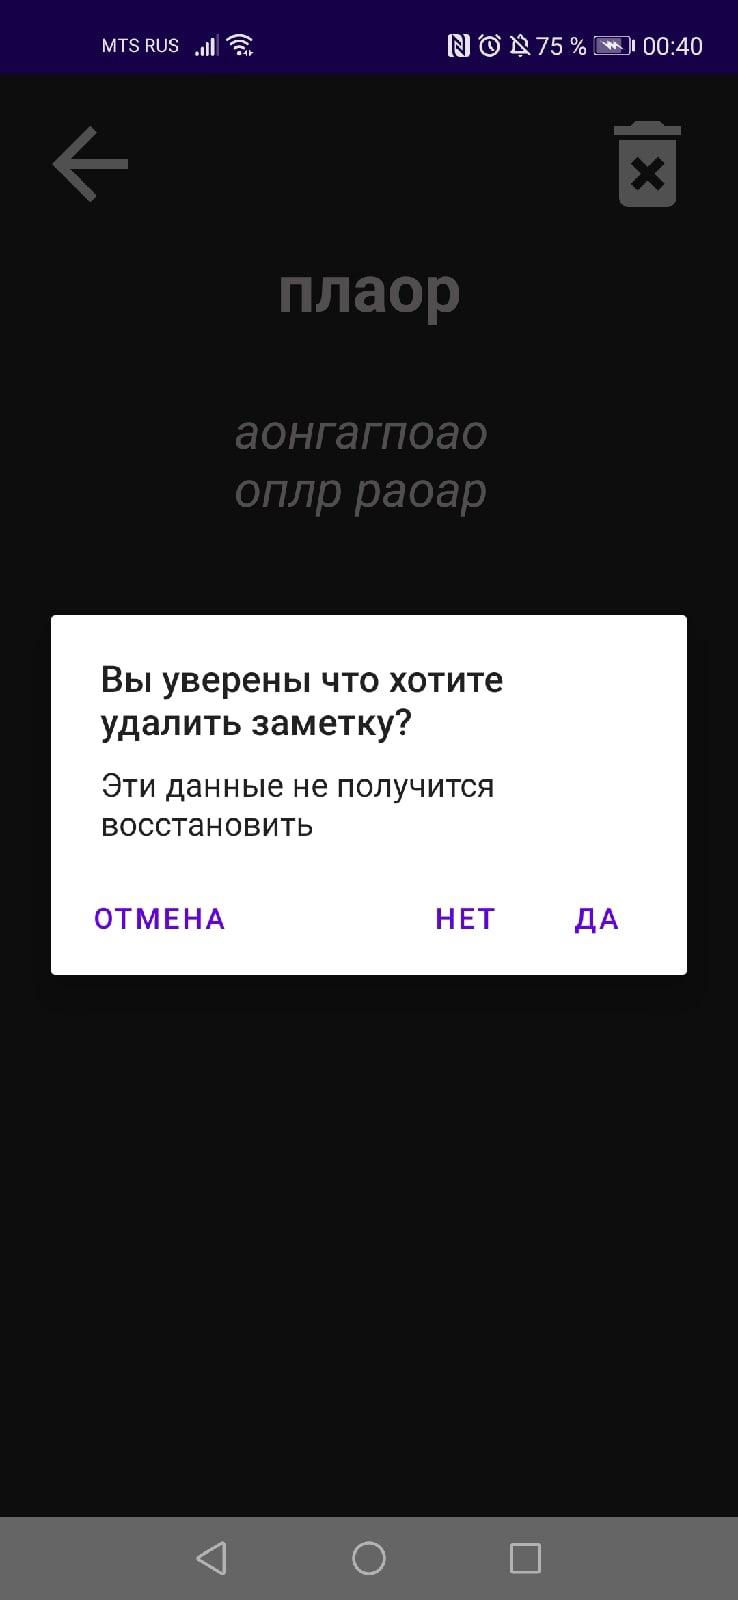 MTS RUS 75 % 00:40
плаор
аонгагпоао
оплр раоар
Вы уверены что хотите
удалить заметку?
Эти данные не получится
восстановить
ОТМЕНА НЕТ ДА